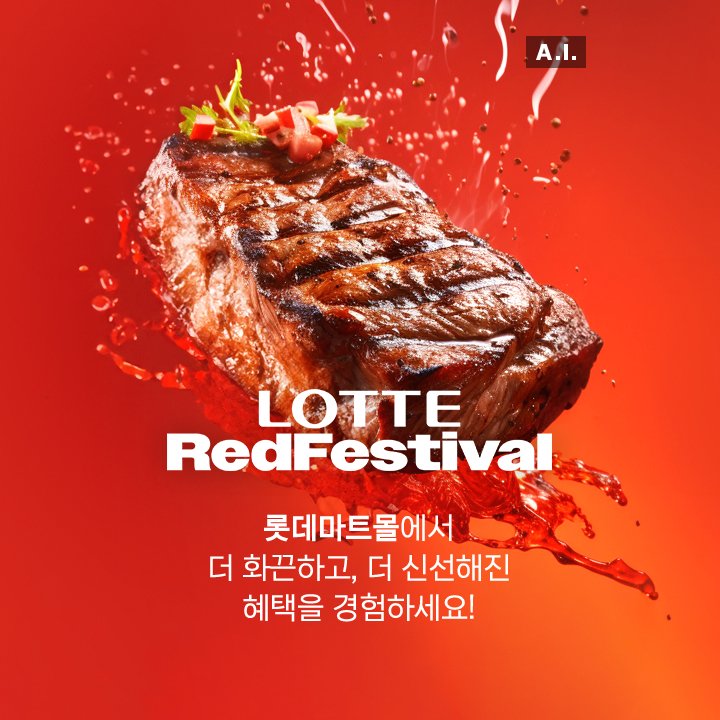 A.I.
LOTTE
RedFestival
롯데마트몰에서
더 화끈하고, 더 신선해진
혜택을 경험하세요!